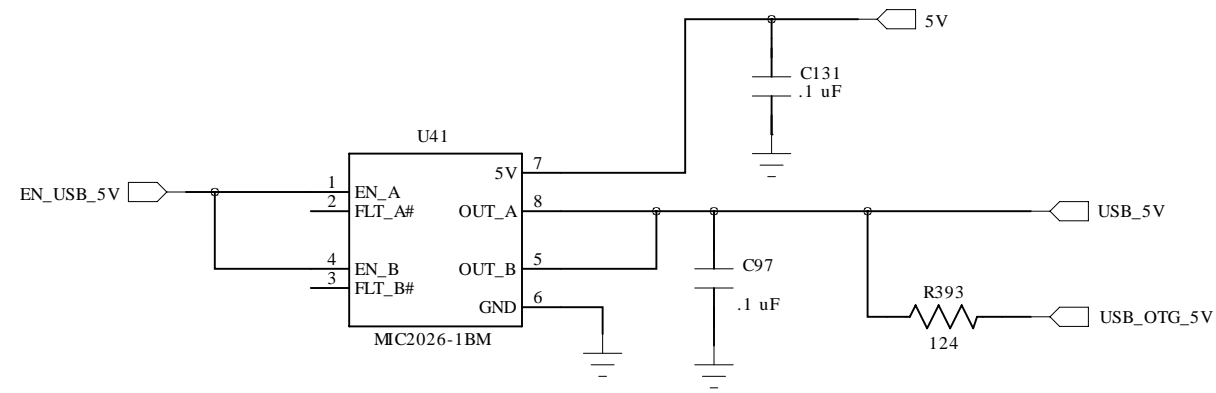 5V
C131
.1 uF
U41
EN_USB_5V
1
EN_A
2
FLT_A#
4
EN_B
3
FLT_B#
5V
7
OUT_A
8
OUT_B
5
GND
6
MIC2026-1BM
C97
.1 uF
USB_5V
R393
124
USB_OTG_5V